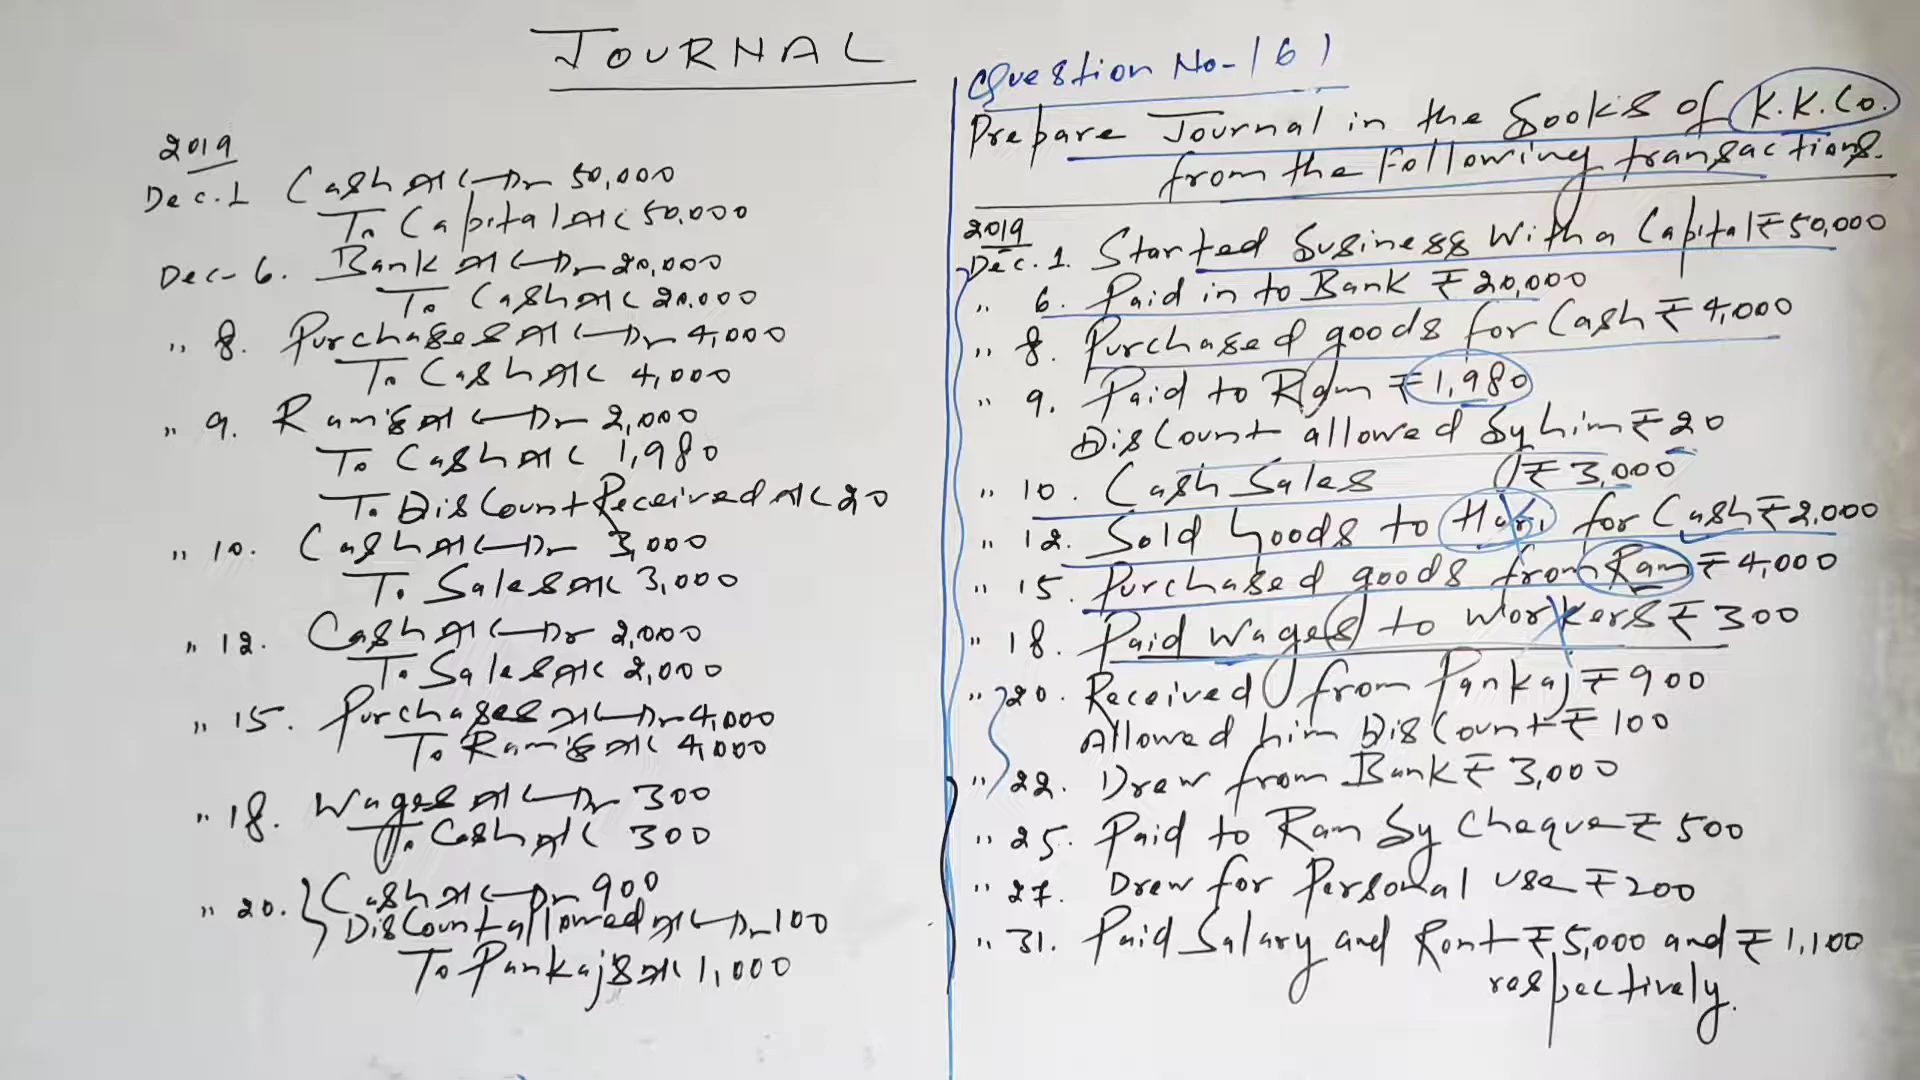 JOURNAL
2019
Dec.1 Cash A/c Dr 50,000
To Capital A/c 50,000
Dec-6. Bank A/c Dr 20,000
To Cash A/c 20,000
" 8. Purchases A/c Dr 4,000
To Cash A/c 4,000
" 9. Ram's A/c Dr 2,000
To Cash A/c 1,980
To Discount Received A/c 20
" 10. Cash A/c Dr 3,000
To Sales A/c 3,000
" 12. Cash A/c Dr 2,000
To Sales A/c 2,000
" 15. Purchases A/c Dr 4,000
To Ram's A/c 4,000
" 18. Wages A/c Dr 300
To Cash A/c 300
" 20. Cash A/c Dr 900
Discount allowed A/c Dr 100
To Pankaj's A/c 1,000
Question No-161
Prepare Journal in the books of K.K.Co.
from the Following transactions.
2019
Dec.1. Started business with a Capital ₹50,000
" 6. Paid in to Bank ₹20,000
" 8. Purchased goods for Cash ₹4,000
" 9. Paid to Ram ₹1,980
Discount allowed by him ₹20
" 10. Cash Sales ₹3,000
" 12. Sold Goods to Hari for Cash ₹2,000
" 15. Purchased goods from Ram ₹4,000
" 18. Paid wages to workers ₹300
" 20. Received from Pankaj ₹900
Allowed him Discount ₹100
" 22. Drew from Bank ₹3,000
" 25. Paid to Ram by Cheque ₹500
" 27. Drew for Personal use ₹200
" 31. Paid Salary and Rent ₹5,000 and ₹1,100
respectively.